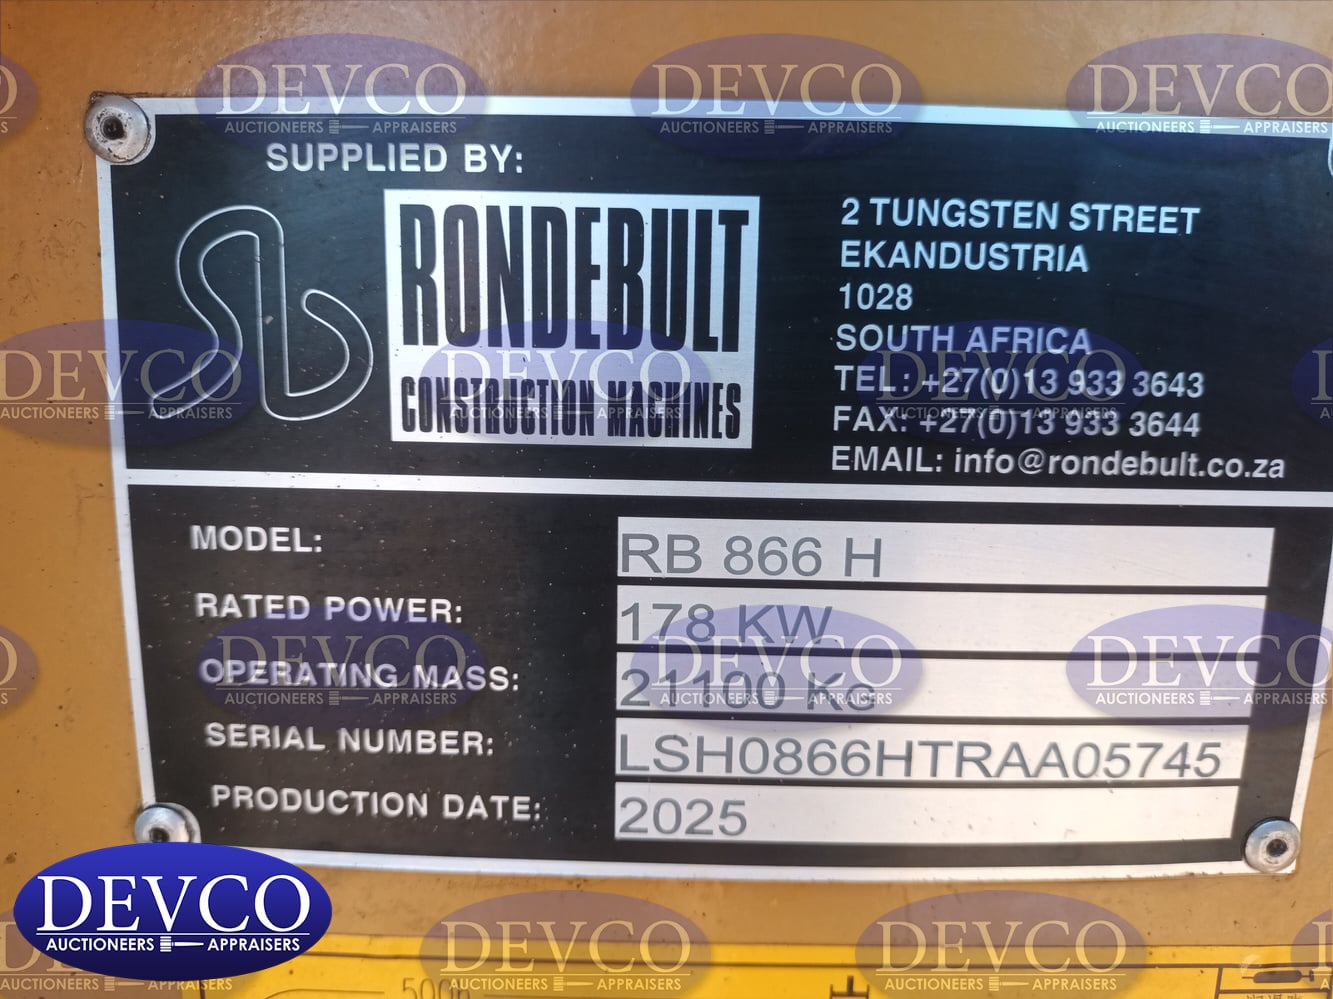 SUPPLIED BY:
RONDEBULT
CONSTRUCTION MACHINES
2 TUNGSTEN STREET
EKANDUSTRIA
1028
SOUTH AFRICA
TEL: +27(0)13 933 3643
FAX: +27(0)13 933 3644
EMAIL: info@rondebult.co.za
MODEL: RB 866 H
RATED POWER: 178 KW
OPERATING MASS: 21100 KG
SERIAL NUMBER: LSH0866HTRAA05745
PRODUCTION DATE: 2025
DEVCO
AUCTIONEERS APPRAISERS